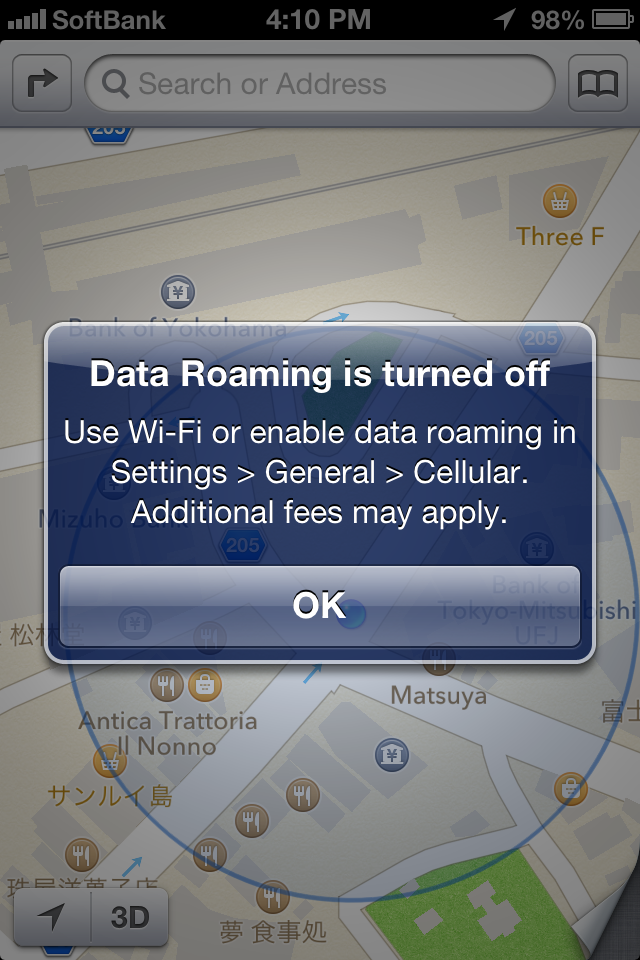 SoftBank 4:10 PM 98%
Search or Address
205
Three F
Bank of Yokohama
205
Data Roaming is turned off
Use Wi-Fi or enable data roaming in
Settings > General > Cellular.
Additional fees may apply.
Mizuho Bank
205
Bank of
Tokyo-Mitsubishi
UFJ
OK
松林堂
Matsuya
Antica Trattoria
Il Nonno
富士
サンルイ島
珠屋洋菓子店
夢 食事処
3D